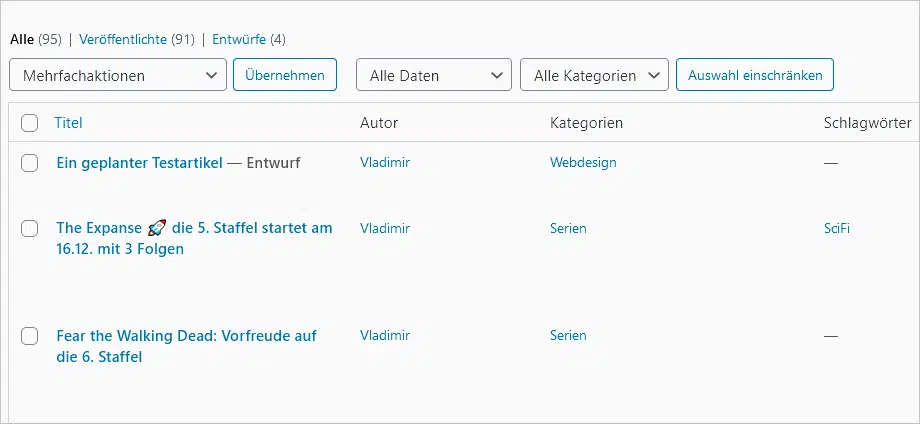 Alle (95) | Veröffentlichte (91) | Entwürfe (4)
Mehrfachaktionen Übernehmen Alle Daten Alle Kategorien Auswahl einschränken
Titel Autor Kategorien Schlagwörter
Ein geplanter Testartikel — Entwurf Vladimir Webdesign —
The Expanse 🚀 die 5. Staffel startet am Vladimir Serien SciFi
16.12. mit 3 Folgen
Fear the Walking Dead: Vorfreude auf Vladimir Serien —
die 6. Staffel